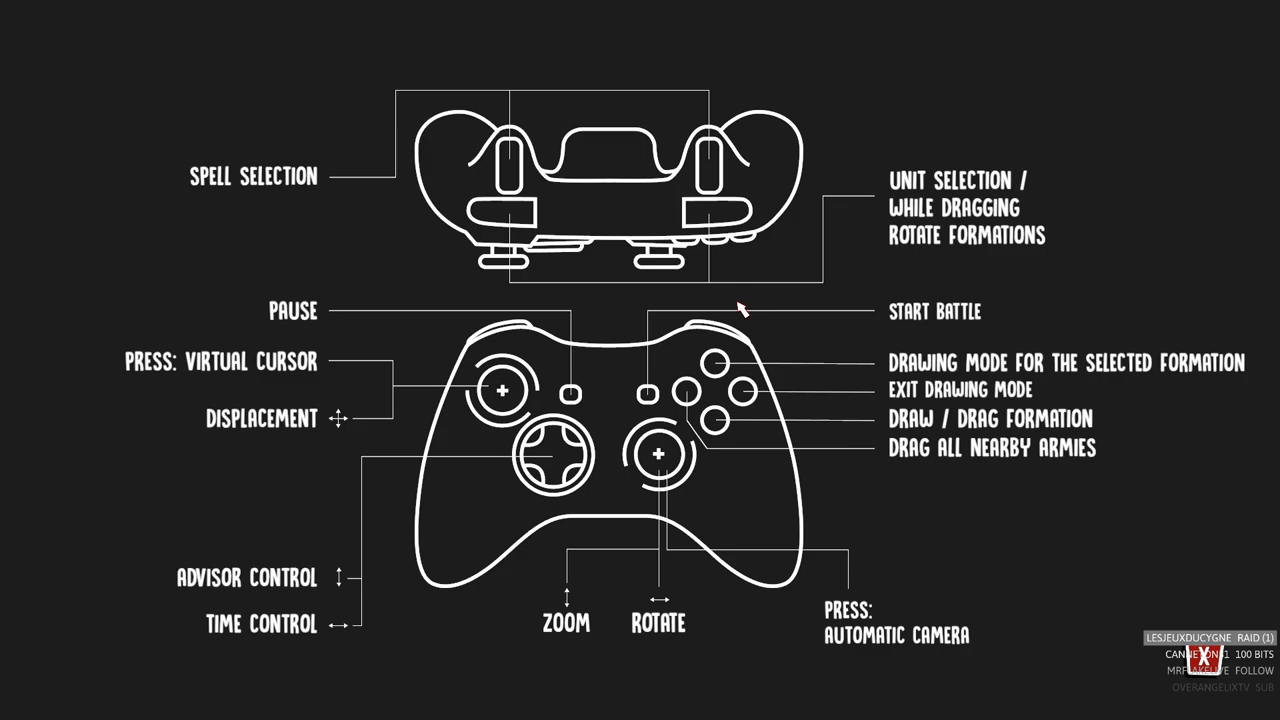 SPELL SELECTION
UNIT SELECTION /
WHILE DRAGGING
ROTATE FORMATIONS
PAUSE
START BATTLE
PRESS: VIRTUAL CURSOR
DRAWING MODE FOR THE SELECTED FORMATION
EXIT DRAWING MODE
DISPLACEMENT
DRAW / DRAG FORMATION
DRAG ALL NEARBY ARMIES
ADVISOR CONTROL
TIME CONTROL
ZOOM
ROTATE
PRESS:
AUTOMATIC CAMERA
LESJEUXDUCYGNE RAID (1)
100 BITS
X
FOLLOW
OVERANGELIXTV SUB